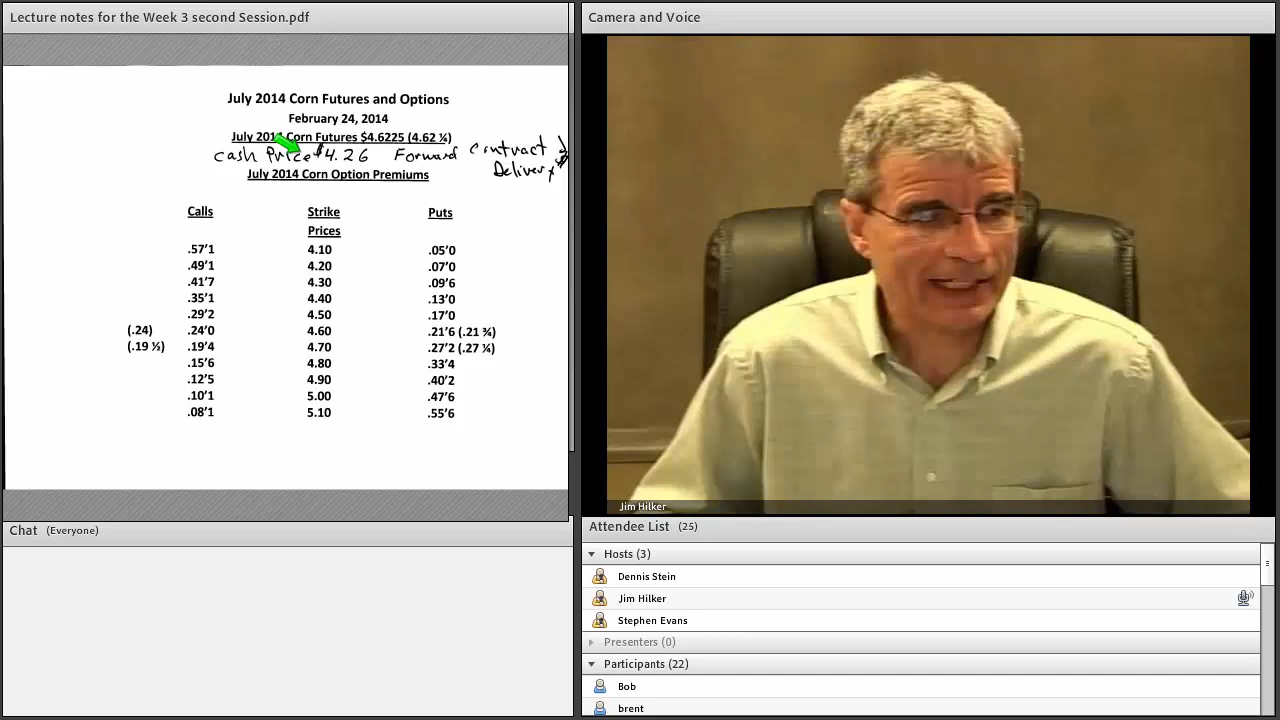 Lecture notes for the Week 3 second Session.pdf
July 2014 Corn Futures and Options
February 24, 2014
July 2014 Corn Futures $4.6225 (4.62 ¼)
Cash Price $4.26 Forward contract
Delivery
July 2014 Corn Option Premiums
Calls Strike Prices Puts
.57'1 4.10 .05'0
.49'1 4.20 .07'0
.41'7 4.30 .09'6
.35'1 4.40 .13'0
.29'2 4.50 .17'0
(.24) .24'0 4.60 .21'6 (.21 ¾)
(.19 ½) .19'4 4.70 .27'2 (.27 ¼)
.15'6 4.80 .33'4
.12'5 4.90 .40'2
.10'1 5.00 .47'6
.08'1 5.10 .55'6
Chat (Everyone)
Camera and Voice
Jim Hilker
Attendee List (25)
Hosts (3)
Dennis Stein
Jim Hilker
Stephen Evans
Presenters (0)
Participants (22)
Bob
brent